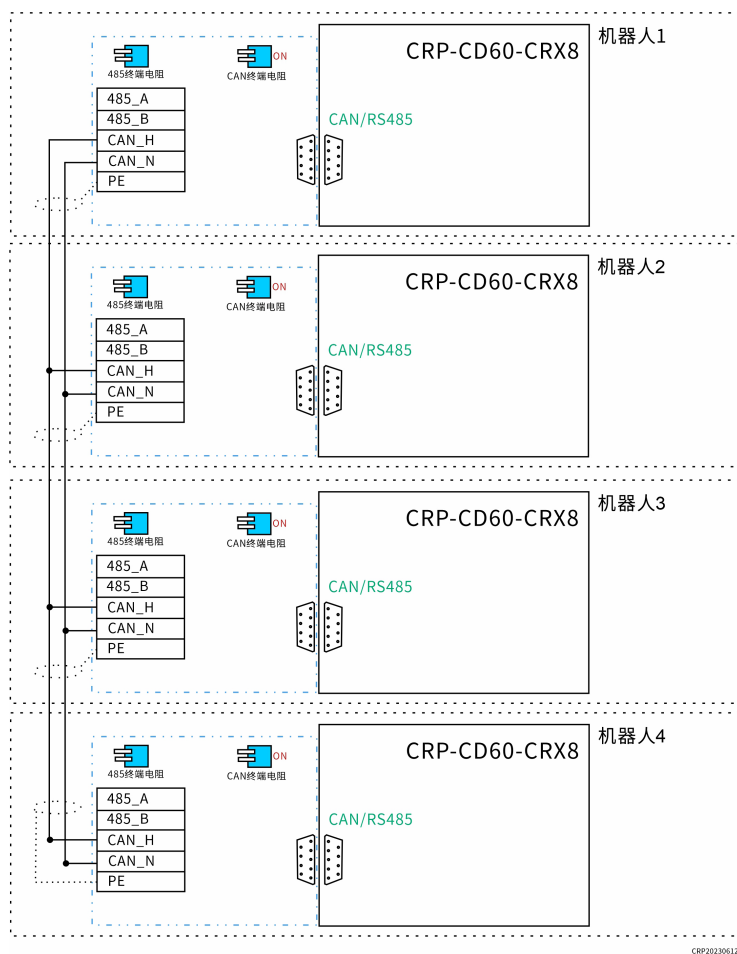 机器人1
CRP-CD60-CRX8
ON
485终端电阻
CAN终端电阻
485_A
CAN/RS485
485_B
CAN_H
CAN_N
PE
机器人2
CRP-CD60-CRX8
ON
485终端电阻
CAN终端电阻
485_A
CAN/RS485
485_B
CAN_H
CAN_N
PE
机器人3
CRP-CD60-CRX8
ON
485终端电阻
CAN终端电阻
485_A
CAN/RS485
485_B
CAN_H
CAN_N
PE
机器人4
CRP-CD60-CRX8
ON
485终端电阻
CAN终端电阻
485_A
CAN/RS485
485_B
CAN_H
CAN_N
PE
CRP20230612